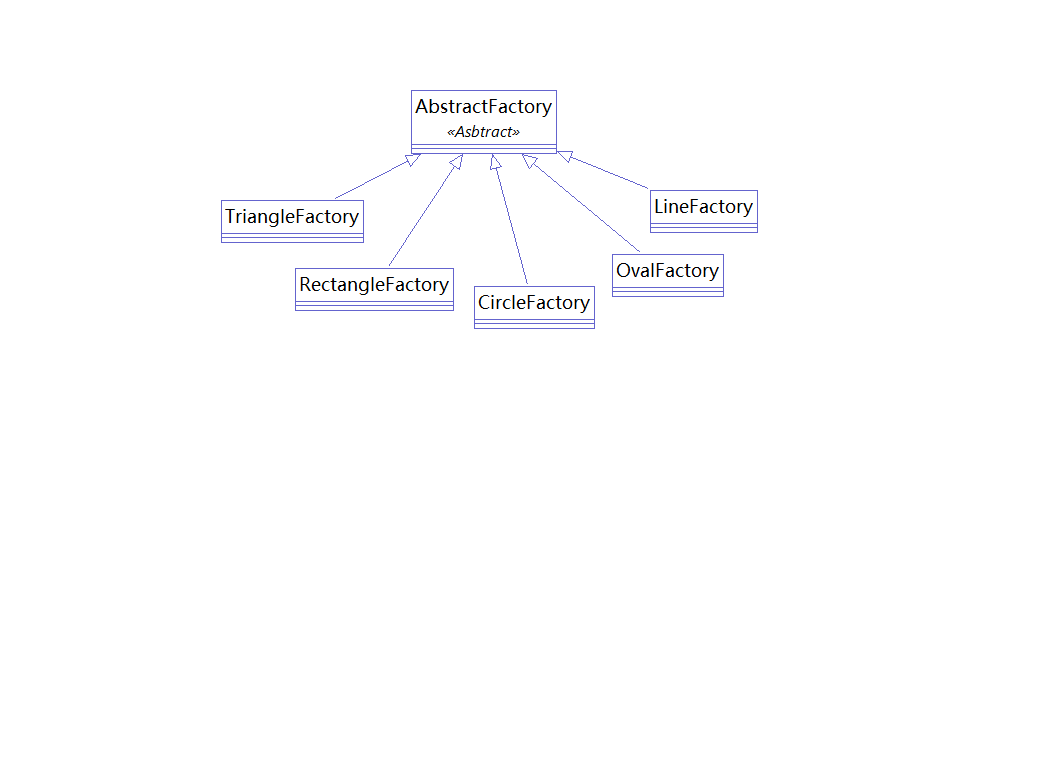 AbstractFactory
«Asbtract»
TriangleFactory
LineFactory
RectangleFactory
CircleFactory
OvalFactory